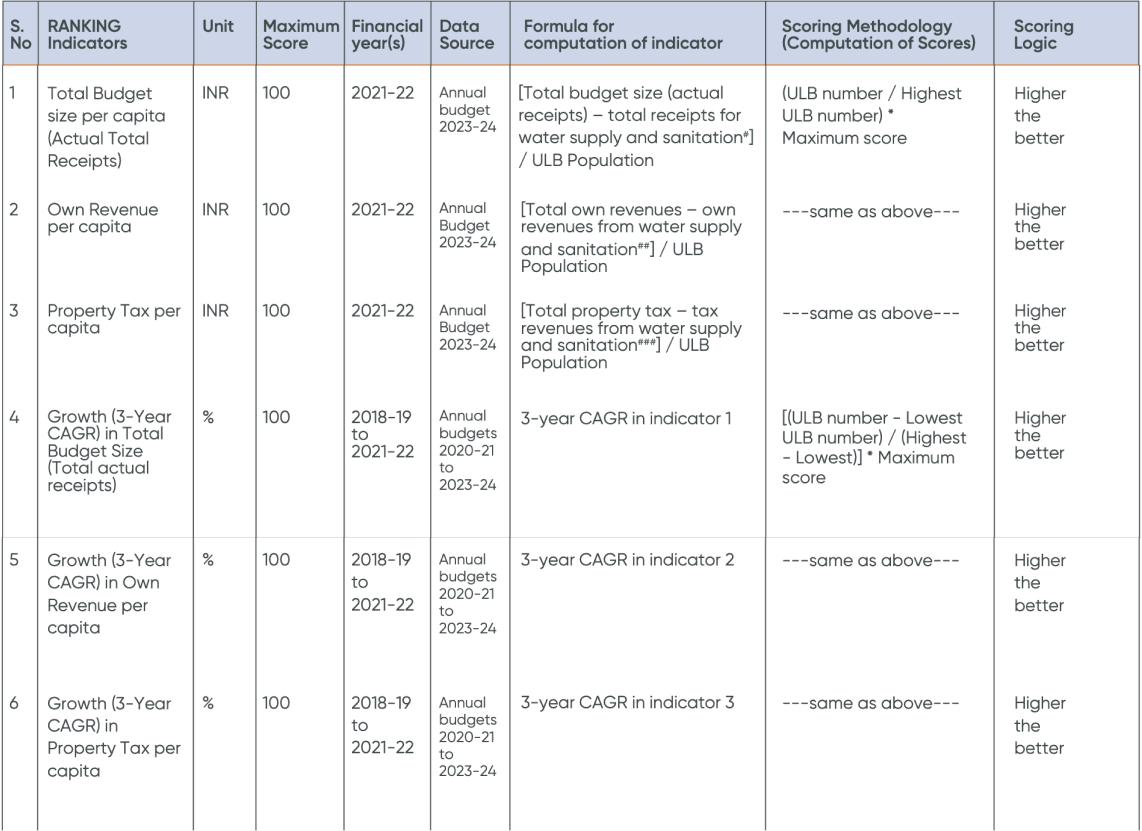 S. No
RANKING Indicators
Unit
Maximum Score
Financial year(s)
Data Source
Formula for computation of indicator
Scoring Methodology (Computation of Scores)
Scoring Logic
1
Total Budget
size per capita
(Actual Total
Receipts)
INR
100
2021-22
Annual
budget
2023-24
[Total budget size (actual
receipts) – total receipts for
water supply and sanitation#]
/ ULB Population
(ULB number / Highest
ULB number) *
Maximum score
Higher
the
better
2
Own Revenue
per capita
INR
100
2021-22
Annual
Budget
2023-24
[Total own revenues – own
revenues from water supply
and sanitation##] / ULB
Population
---same as above---
Higher
the
better
3
Property Tax per
capita
INR
100
2021-22
Annual
Budget
2023-24
[Total property tax – tax
revenues from water supply
and sanitation###] / ULB
Population
---same as above---
Higher
the
better
4
Growth (3-Year
CAGR) in Total
Budget Size
(Total actual
receipts)
%
100
2018-19
to
2021-22
Annual
budgets
2020-21
to
2023-24
3-year CAGR in indicator 1
[(ULB number - Lowest
ULB number) / (Highest
- Lowest)] * Maximum
score
Higher
the
better
5
Growth (3-Year
CAGR) in Own
Revenue per
capita
%
100
2018-19
to
2021-22
Annual
budgets
2020-21
to
2023-24
3-year CAGR in indicator 2
---same as above---
Higher
the
better
6
Growth (3-Year
CAGR) in
Property Tax per
capita
%
100
2018-19
to
2021-22
Annual
budgets
2020-21
to
2023-24
3-year CAGR in indicator 3
---same as above---
Higher
the
better